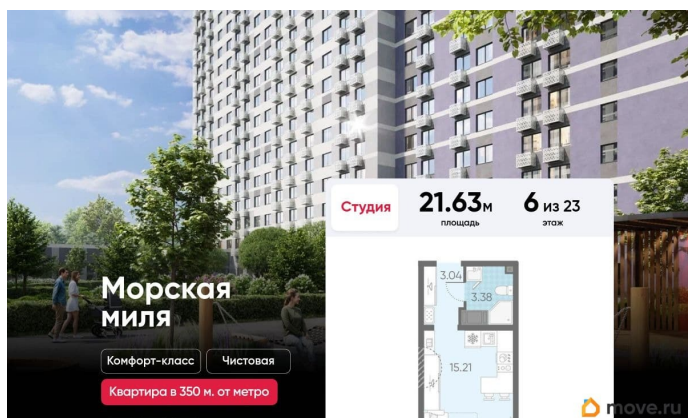 Студия
21.63м
площадь
6 из 23
этаж
3.04
3.38
15.21
Морская
миля
Комфорт-класс
Чистовая
Квартира в 350 м. от метро
move.ru